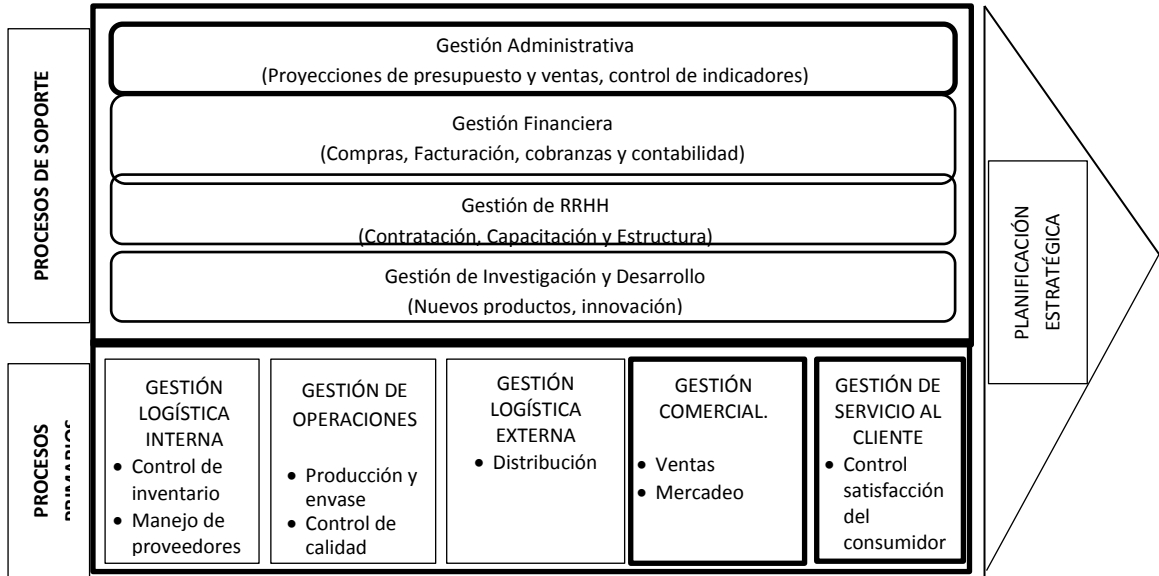 PROCESOS DE SOPORTE
Gestión Administrativa
(Proyecciones de presupuesto y ventas, control de indicadores)
Gestión Financiera
(Compras, Facturación, cobranzas y contabilidad)
Gestión de RRHH
(Contratación, Capacitación y Estructura)
Gestión de Investigación y Desarrollo
(Nuevos productos, innovación)
PLANIFICACIÓN
ESTRATÉGICA
PROCESOS
PRIMARIOS
GESTIÓN
LOGÍSTICA
INTERNA
• Control de
inventario
• Manejo de
proveedores
GESTIÓN DE
OPERACIONES
• Producción y
envase
• Control de
calidad
GESTIÓN
LOGÍSTICA
EXTERNA
• Distribución
GESTIÓN
COMERCIAL.
• Ventas
• Mercadeo
GESTIÓN DE
SERVICIO AL
CLIENTE
• Control
satisfacción
del
consumidor